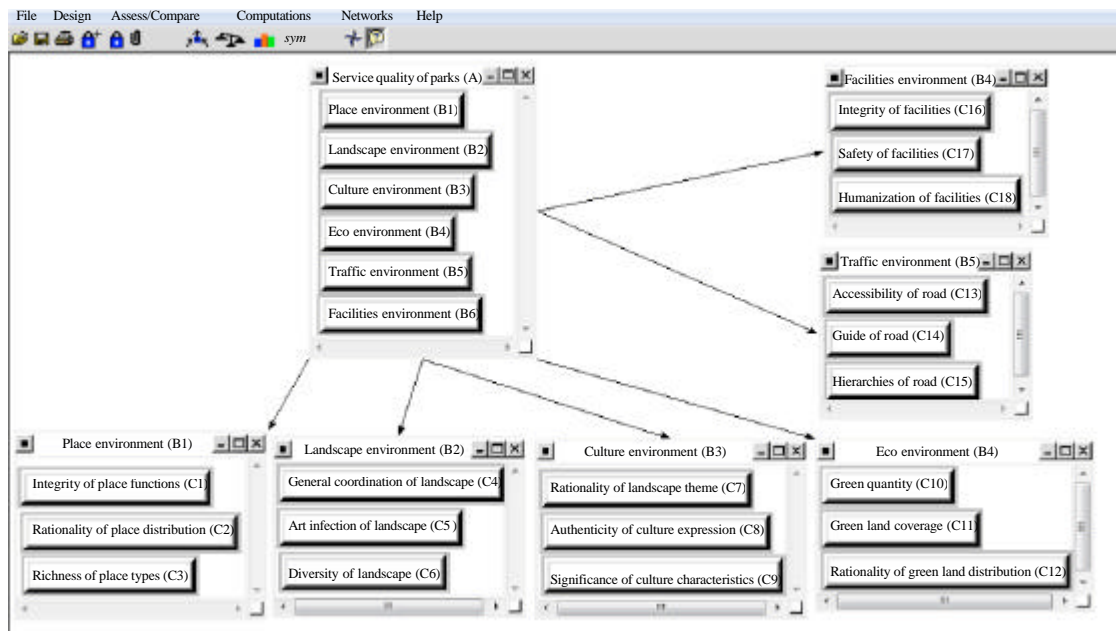 File Design Assess/Compare Computations Networks Help
sym
Service quality of parks (A)
Place environment (B1)
Landscape environment (B2)
Culture environment (B3)
Eco environment (B4)
Traffic environment (B5)
Facilities environment (B6)
Facilities environment (B4)
Integrity of facilities (C16)
Safety of facilities (C17)
Humanization of facilities (C18)
Traffic environment (B5)
Accessibility of road (C13)
Guide of road (C14)
Hierarchies of road (C15)
Place environment (B1)
Integrity of place functions (C1)
Rationality of place distribution (C2)
Richness of place types (C3)
Landscape environment (B2)
General coordination of landscape (C4)
Art infection of landscape (C5)
Diversity of landscape (C6)
Culture environment (B3)
Rationality of landscape theme (C7)
Authenticity of culture expression (C8)
Significance of culture characteristics (C9
Eco environment (B4)
Green quantity (C10)
Green land coverage (C11)
Rationality of green land distribution (C12)